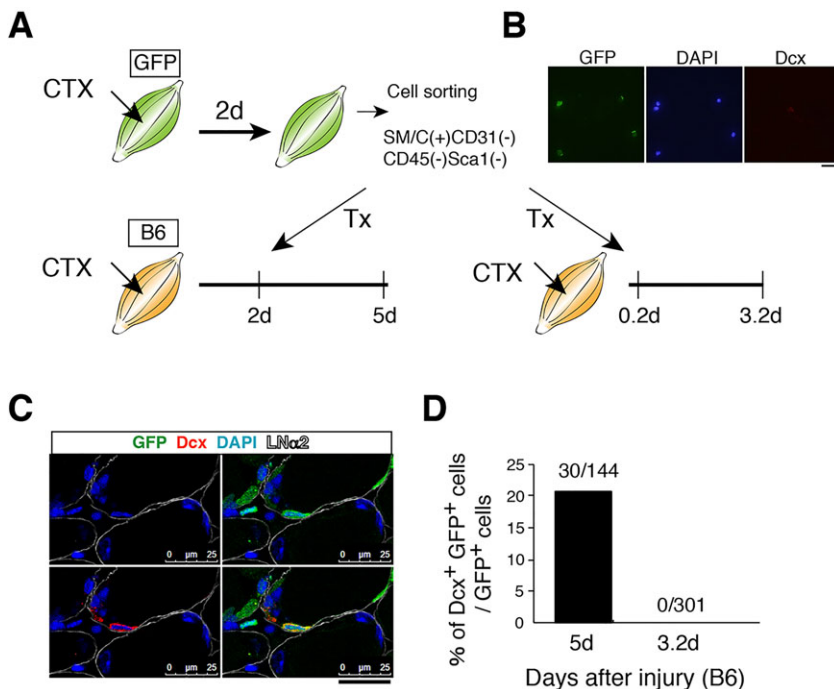 A
GFP
CTX
2d
Cell sorting
SM/C(+)CD31(-)
CD45(-)Sca1(-)
B
GFP DAPI Dcx
Tx
Tx
B6
CTX
2d 5d
CTX
0.2d 3.2d
C
GFP Dcx DAPI LNα2
0 µm 25
0 µm 25
0 µm 25
0 µm 25
D
% of Dcx+ GFP+ cells
/ GFP+ cells
25
20
15
10
5
0
30/144
0/301
5d 3.2d
Days after injury (B6)